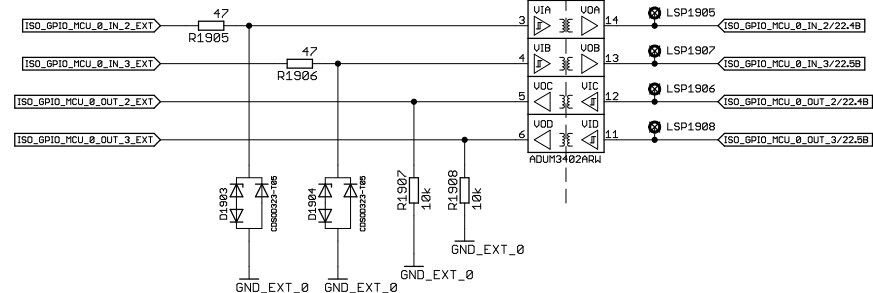 ISO_GPIO_MCU_0_IN_2_EXT
47
R1905
3
VIA
VOA
14
LSP1905
ISO_GPIO_MCU_0_IN_2/22.4B
ISO_GPIO_MCU_0_IN_3_EXT
47
R1906
4
VIB
VOB
13
LSP1907
ISO_GPIO_MCU_0_IN_3/22.5B
ISO_GPIO_MCU_0_OUT_2_EXT
5
VOC
VIC
12
LSP1906
ISO_GPIO_MCU_0_OUT_2/22.4B
ISO_GPIO_MCU_0_OUT_3_EXT
6
VOD
VID
11
LSP1908
ISO_GPIO_MCU_0_OUT_3/22.5B
ADUM3402ARW
D1903
CDSOD323-T05
D1904
CDSOD323-T05
R1907
10k
R1908
10k
GND_EXT_0
GND_EXT_0
GND_EXT_0
GND_EXT_0